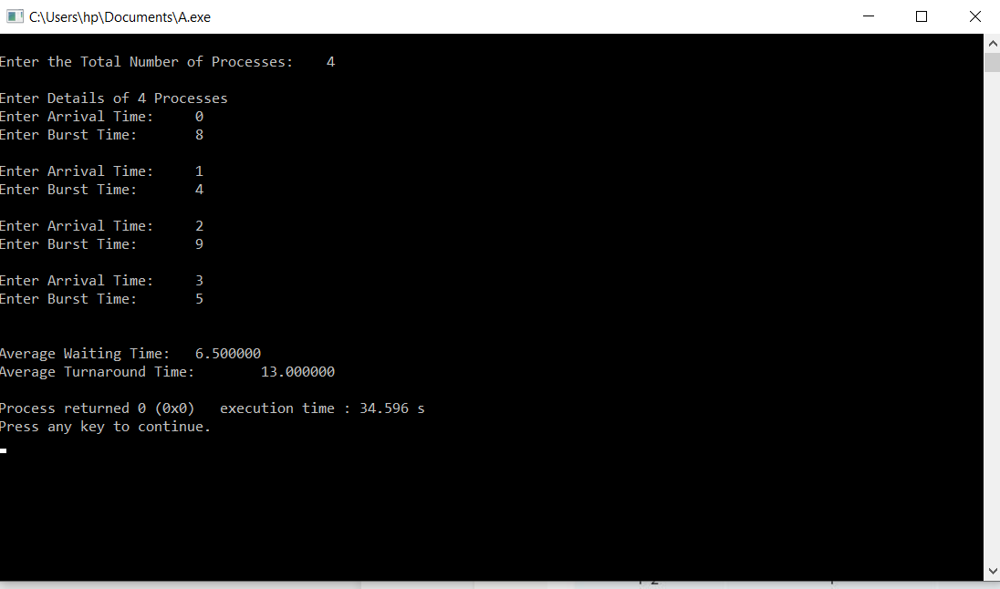 C:\Users\hp\Documents\A.exe
Enter the Total Number of Processes:    4
Enter Details of 4 Processes
Enter Arrival Time:     0
Enter Burst Time:       8
Enter Arrival Time:     1
Enter Burst Time:       4
Enter Arrival Time:     2
Enter Burst Time:       9
Enter Arrival Time:     3
Enter Burst Time:       5
Average Waiting Time:   6.500000
Average Turnaround Time:        13.000000
Process returned 0 (0x0)   execution time : 34.596 s
Press any key to continue.